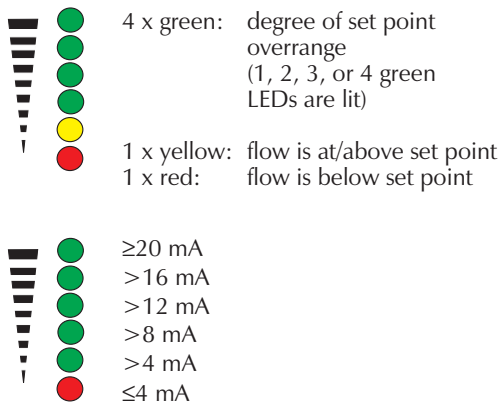 4 x green: degree of set point
overrange
(1, 2, 3, or 4 green
LEDs are lit)
1 x yellow: flow is at/above set point
1 x red: flow is below set point
≥20 mA
>16 mA
>12 mA
>8 mA
>4 mA
≤4 mA